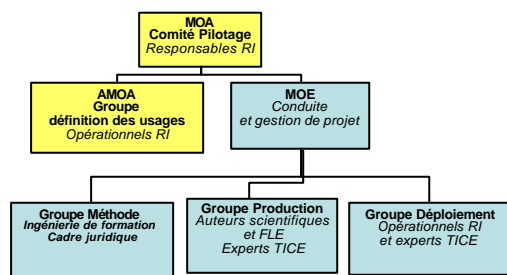 MOA
Comité Pilotage
Responsables RI
AMOA
Groupe
définition des usages
Opérationnels RI
MOE
Conduite
et gestion de projet
Groupe Méthode
Ingénierie de formation
Cadre juridique
Groupe Production
Auteurs scientifiques
et FLE
Experts TICE
Groupe Déploiement
Opérationnels RI
et experts TICE